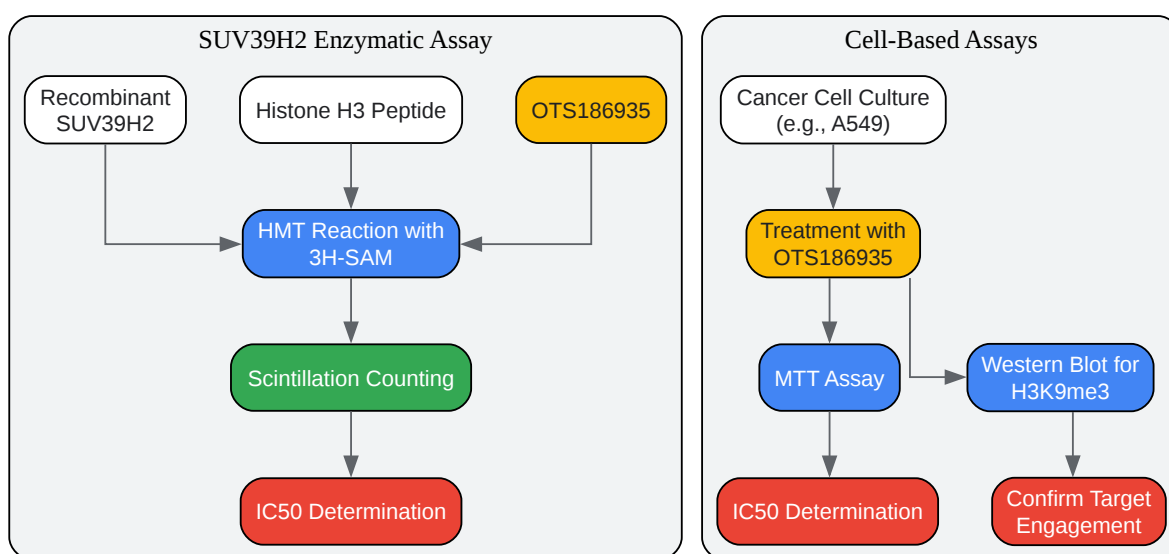 SUV39H2 Enzymatic Assay
Recombinant
SUV39H2
Histone H3 Peptide
OTS186935
HMT Reaction with
3H-SAM
Scintillation Counting
IC50 Determination
Cell-Based Assays
Cancer Cell Culture
(e.g., A549)
Treatment with
OTS186935
MTT Assay
Western Blot for
H3K9me3
IC50 Determination
Confirm Target
Engagement